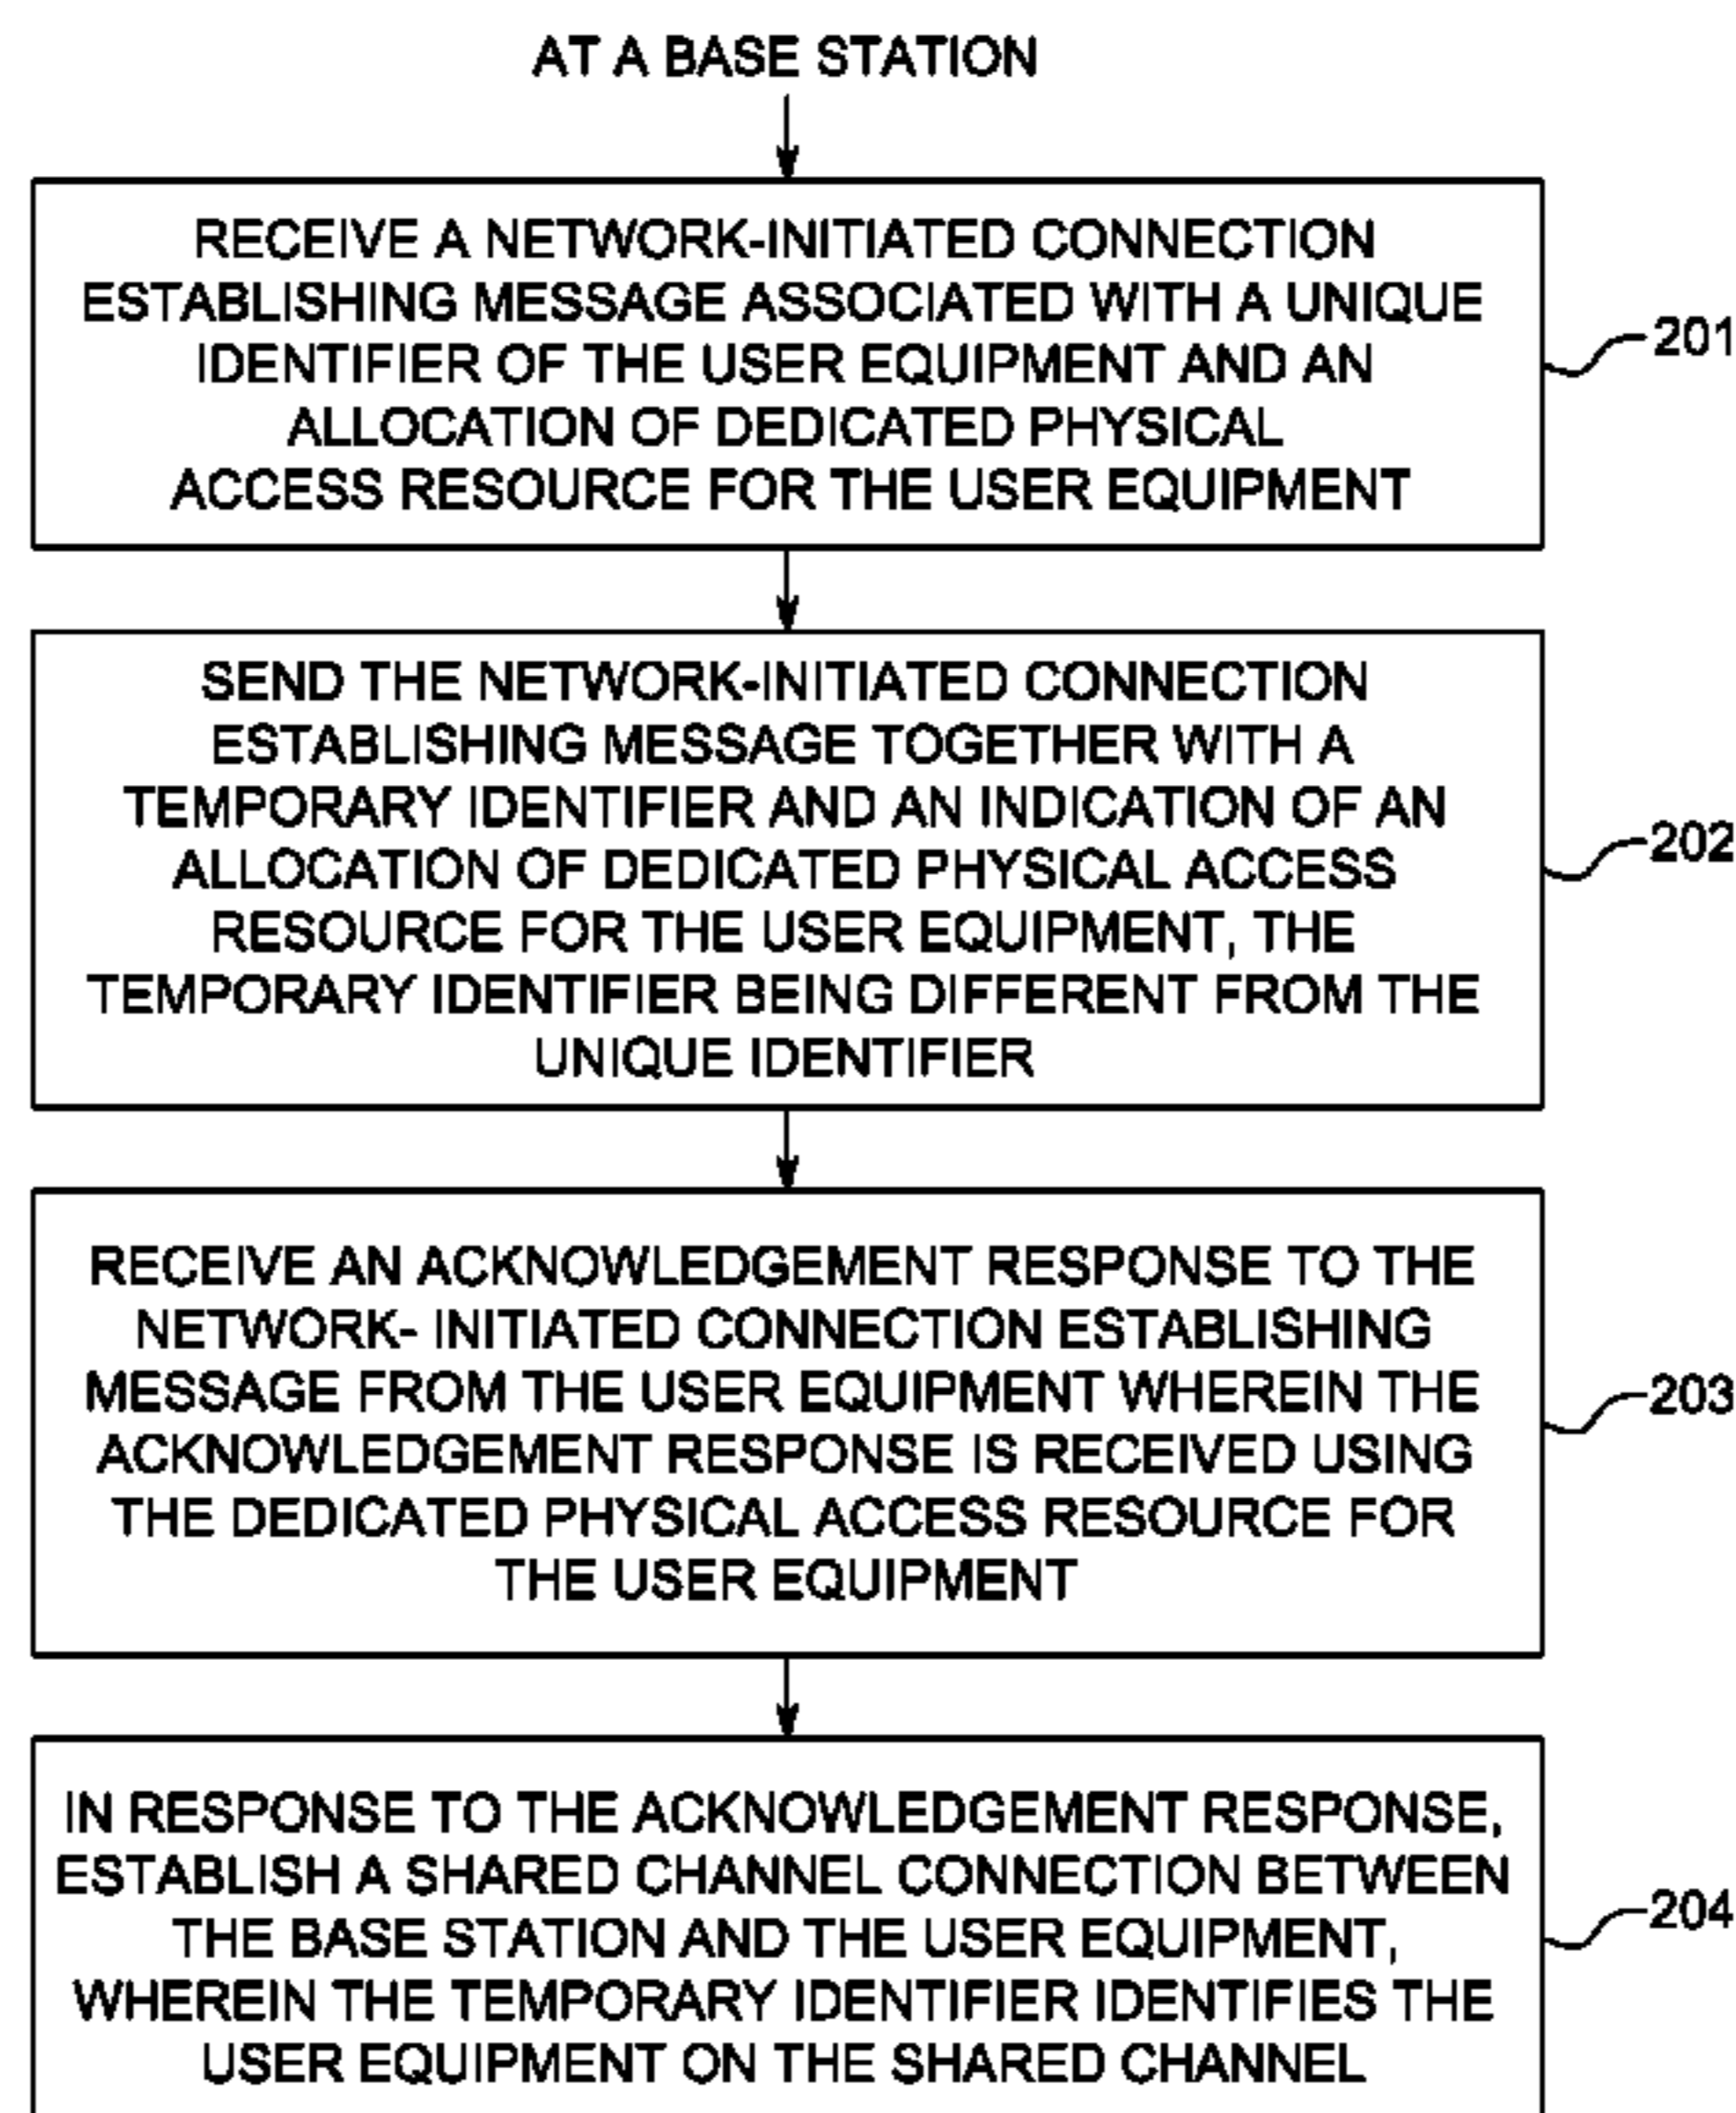 AT A BASE STATION
RECEIVE A NETWORK-INITIATED CONNECTION
ESTABLISHING MESSAGE ASSOCIATED WITH A UNIQUE
IDENTIFIER OF THE USER EQUIPMENT AND AN
ALLOCATION OF DEDICATED PHYSICAL
ACCESS RESOURCE FOR THE USER EQUIPMENT
201
SEND THE NETWORK-INITIATED CONNECTION
ESTABLISHING MESSAGE TOGETHER WITH A
TEMPORARY IDENTIFIER AND AN INDICATION OF AN
ALLOCATION OF DEDICATED PHYSICAL ACCESS
RESOURCE FOR THE USER EQUIPMENT, THE
TEMPORARY IDENTIFIER BEING DIFFERENT FROM THE
UNIQUE IDENTIFIER
202
RECEIVE AN ACKNOWLEDGEMENT RESPONSE TO THE
NETWORK- INITIATED CONNECTION ESTABLISHING
MESSAGE FROM THE USER EQUIPMENT WHEREIN THE
ACKNOWLEDGEMENT RESPONSE IS RECEIVED USING
THE DEDICATED PHYSICAL ACCESS RESOURCE FOR
THE USER EQUIPMENT
203
IN RESPONSE TO THE ACKNOWLEDGEMENT RESPONSE,
ESTABLISH A SHARED CHANNEL CONNECTION BETWEEN
THE BASE STATION AND THE USER EQUIPMENT,
WHEREIN THE TEMPORARY IDENTIFIER IDENTIFIES THE
USER EQUIPMENT ON THE SHARED CHANNEL
204